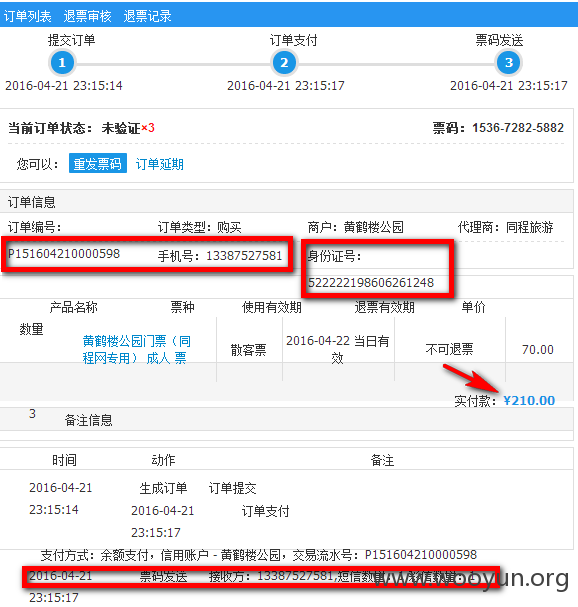 订单列表 退票审核 退票记录
提交订单 订单支付 票码发送
1 2 3
2016-04-21 23:15:14 2016-04-21 23:15:17 2016-04-21 23:15:17
当前订单状态：未验证×3 票码：1536-7282-5882
您可以： 重发票码 订单延期
订单信息
订单编号： 订单类型：购买 商户：黄鹤楼公园 代理商：同程旅游
P151604210000598 手机号：13387527581 身份证号：
522222198606261248
产品名称 票种 使用有效期 退票有效期 单价
数量
黄鹤楼公园门票（同
程网专用） 成人 票 散客票 2016-04-22 当日有
效 不可退票 70.00
实付款：¥210.00
3 备注信息
时间 动作 备注
2016-04-21 生成订单 订单提交
23:15:14 2016-04-21 订单支付
23:15:17
支付方式：余额支付，信用账户 - 黄鹤楼公园，交易流水号：P151604210000598
2016-04-21 票码发送 接收方：13387527581,短信数量：1
23:15:17
www.wooyun.org